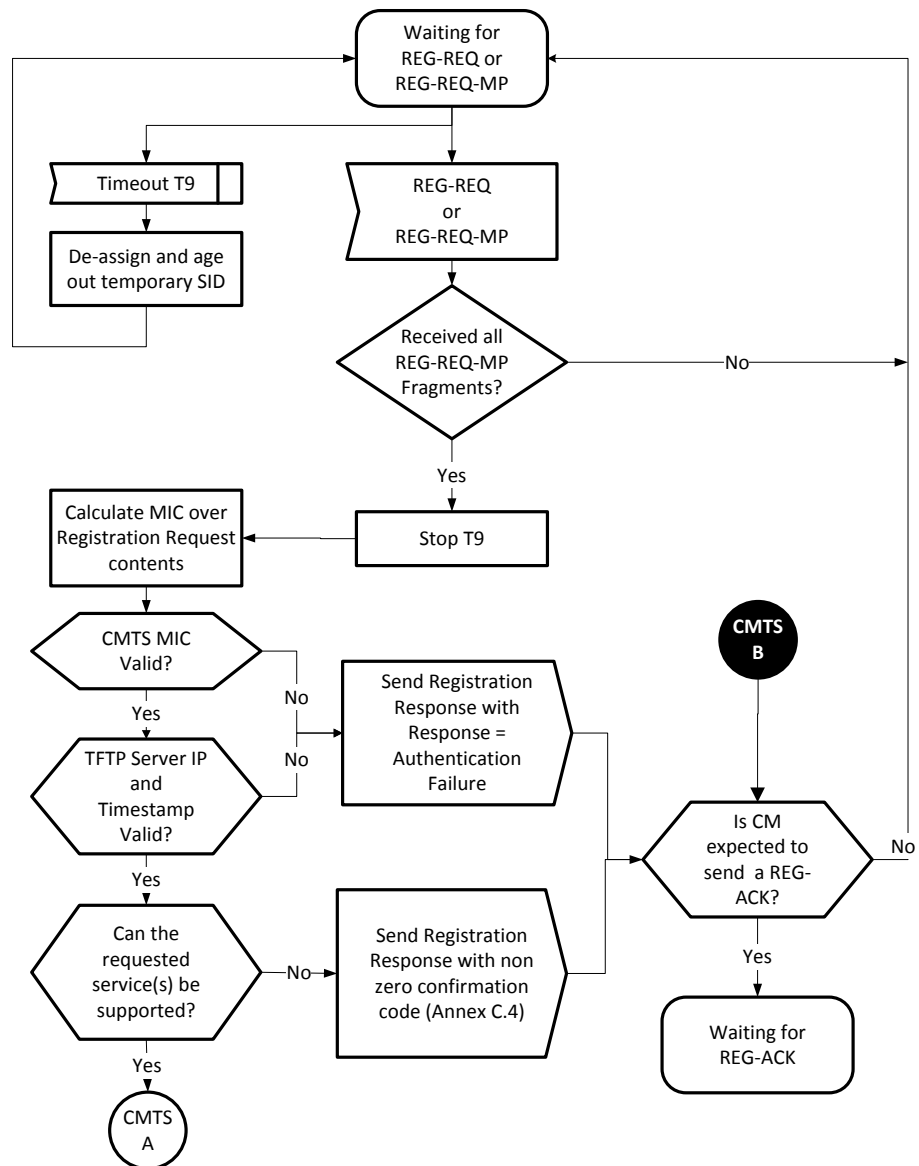 Waiting for
REG-REQ or
REG-REQ-MP
Timeout T9
REG-REQ
or
REG-REQ-MP
De-assign and age
out temporary SID
Received all
REG-REQ-MP
Fragments?
No
Yes
Calculate MIC over
Registration Request
contents
Stop T9
CMTS MIC
Valid?
No
Yes
Send Registration
Response with
Response =
Authentication
Failure
CMTS
B
TFTP Server IP
and
Timestamp
Valid?
No
Yes
Is CM
expected to
send a REG-
ACK?
No
Yes
Can the
requested
service(s) be
supported?
No
Send Registration
Response with non
zero confirmation
code (Annex C.4)
Waiting for
REG-ACK
Yes
CMTS
A